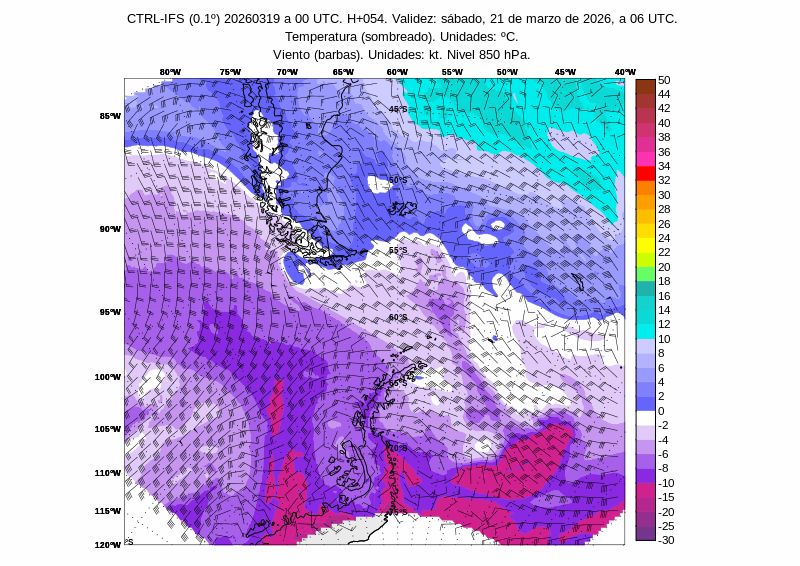 CTRL-IFS (0.1º) 20260319 a 00 UTC. H+054. Validez: sábado, 21 de marzo de 2026, a 06 UTC.
Temperatura (sombreado). Unidades: ºC.
Viento (barbas). Unidades: kt. Nivel 850 hPa.
80°W 75°W 70°W 65°W 60°W 55°W 50°W 45°W 40°W
85°W
90°W
95°W
100°W
105°W
110°W
115°W
120°W
45°S
50°S
55°S
60°S
65°S
70°S
75°S
50
44
42
40
38
36
34
32
30
28
26
24
22
20
18
16
14
12
10
8
6
4
2
0
-2
-4
-6
-8
-10
-15
-20
-25
-30